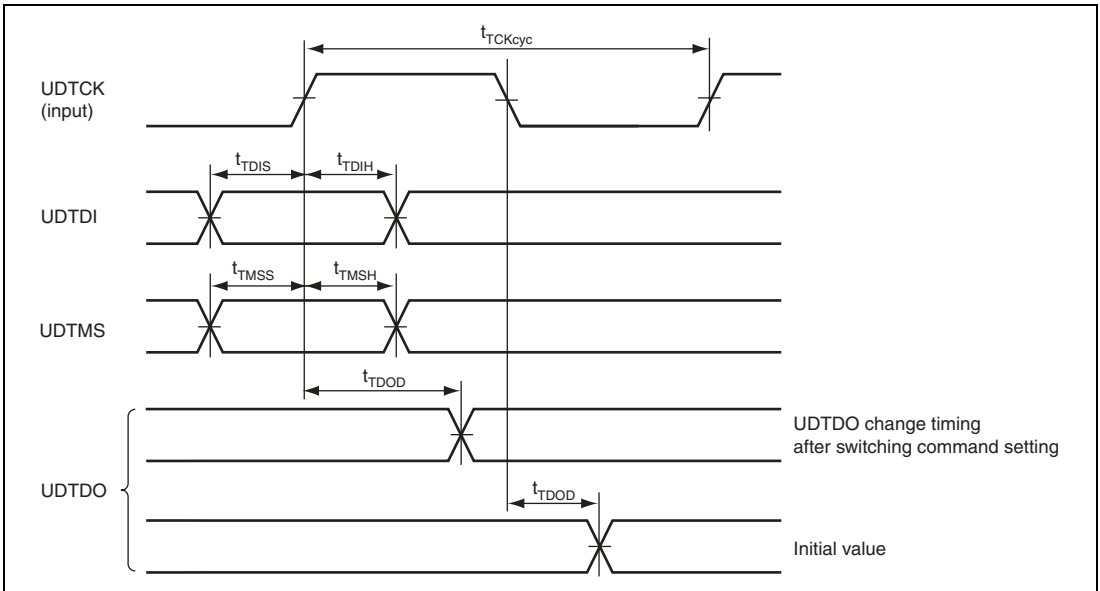 tTCKcyc
UDTCK
(input)
tTDIS
tTDIH
UDTDI
tTMSS
tTMSH
UDTMS
tTDOD
UDTDO change timing
after switching command setting
UDTDO
tTDOD
Initial value